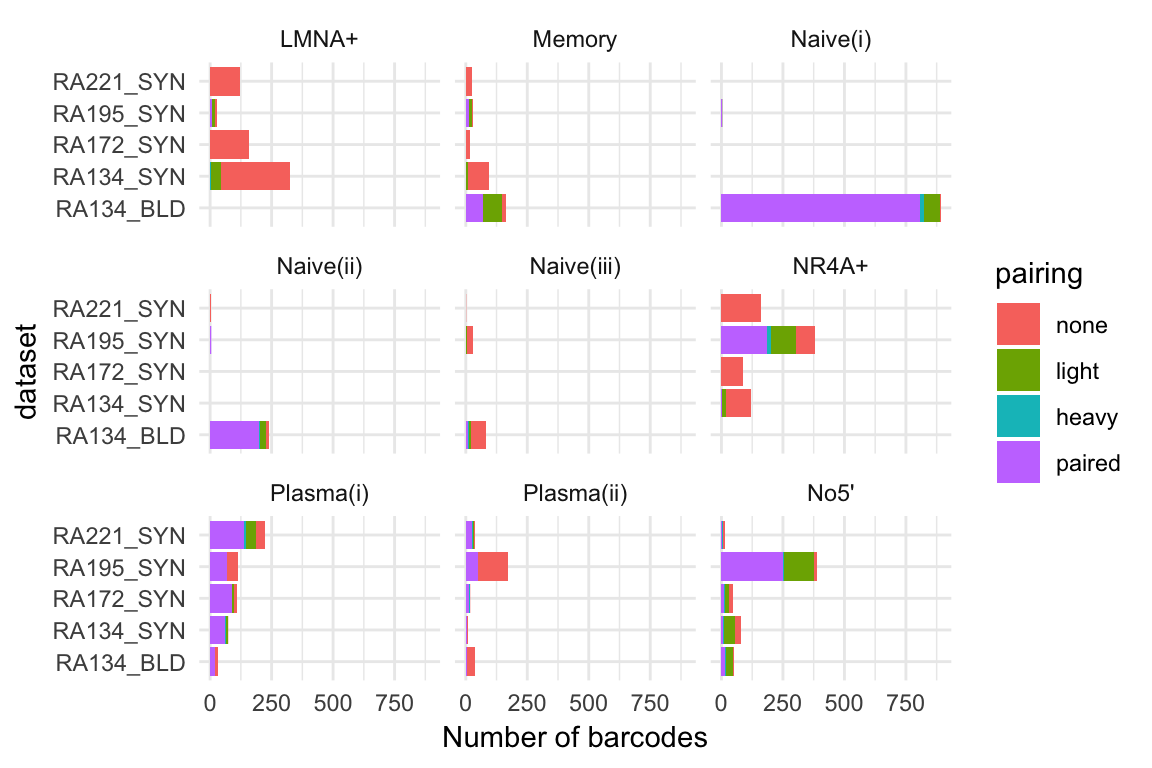 LMNA+ Memory Naive(i)
RA221_SYN
RA195_SYN
RA172_SYN
RA134_SYN
RA134_BLD
Naive(ii) Naive(iii) NR4A+
RA221_SYN
RA195_SYN
RA172_SYN
RA134_SYN
RA134_BLD
Plasma(i) Plasma(ii) No5'
RA221_SYN
RA195_SYN
RA172_SYN
RA134_SYN
RA134_BLD
0 250 500 750 0 250 500 750 0 250 500 750
Number of barcodes
dataset
pairing
none
light
heavy
paired